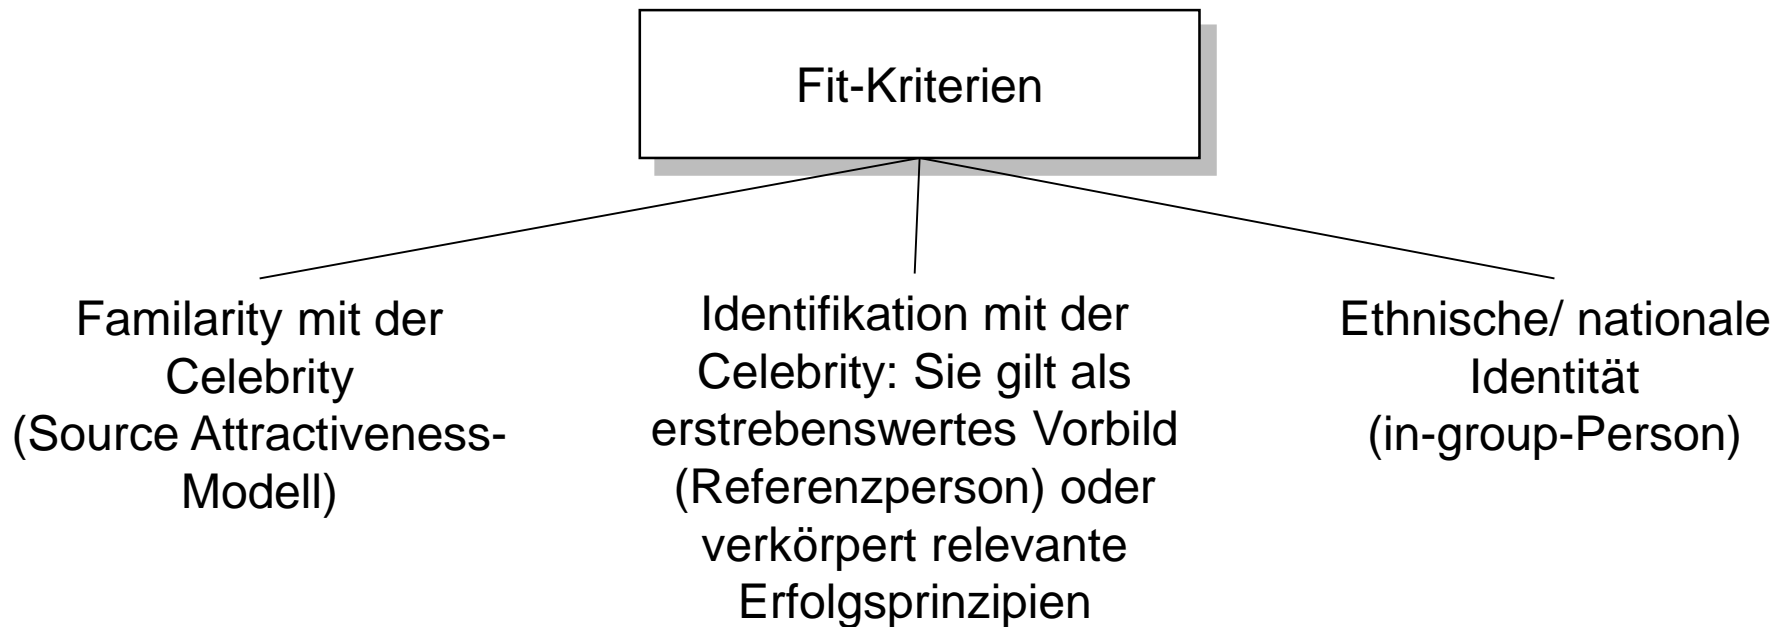 Fit-Kriterien
Familarity mit der
Celebrity
(Source Attractiveness-
Modell)
Identifikation mit der
Celebrity: Sie gilt als
erstrebenswertes Vorbild
(Referenzperson) oder
verkörpert relevante
Erfolgsprinzipien
Ethnische/ nationale
Identität
(in-group-Person)